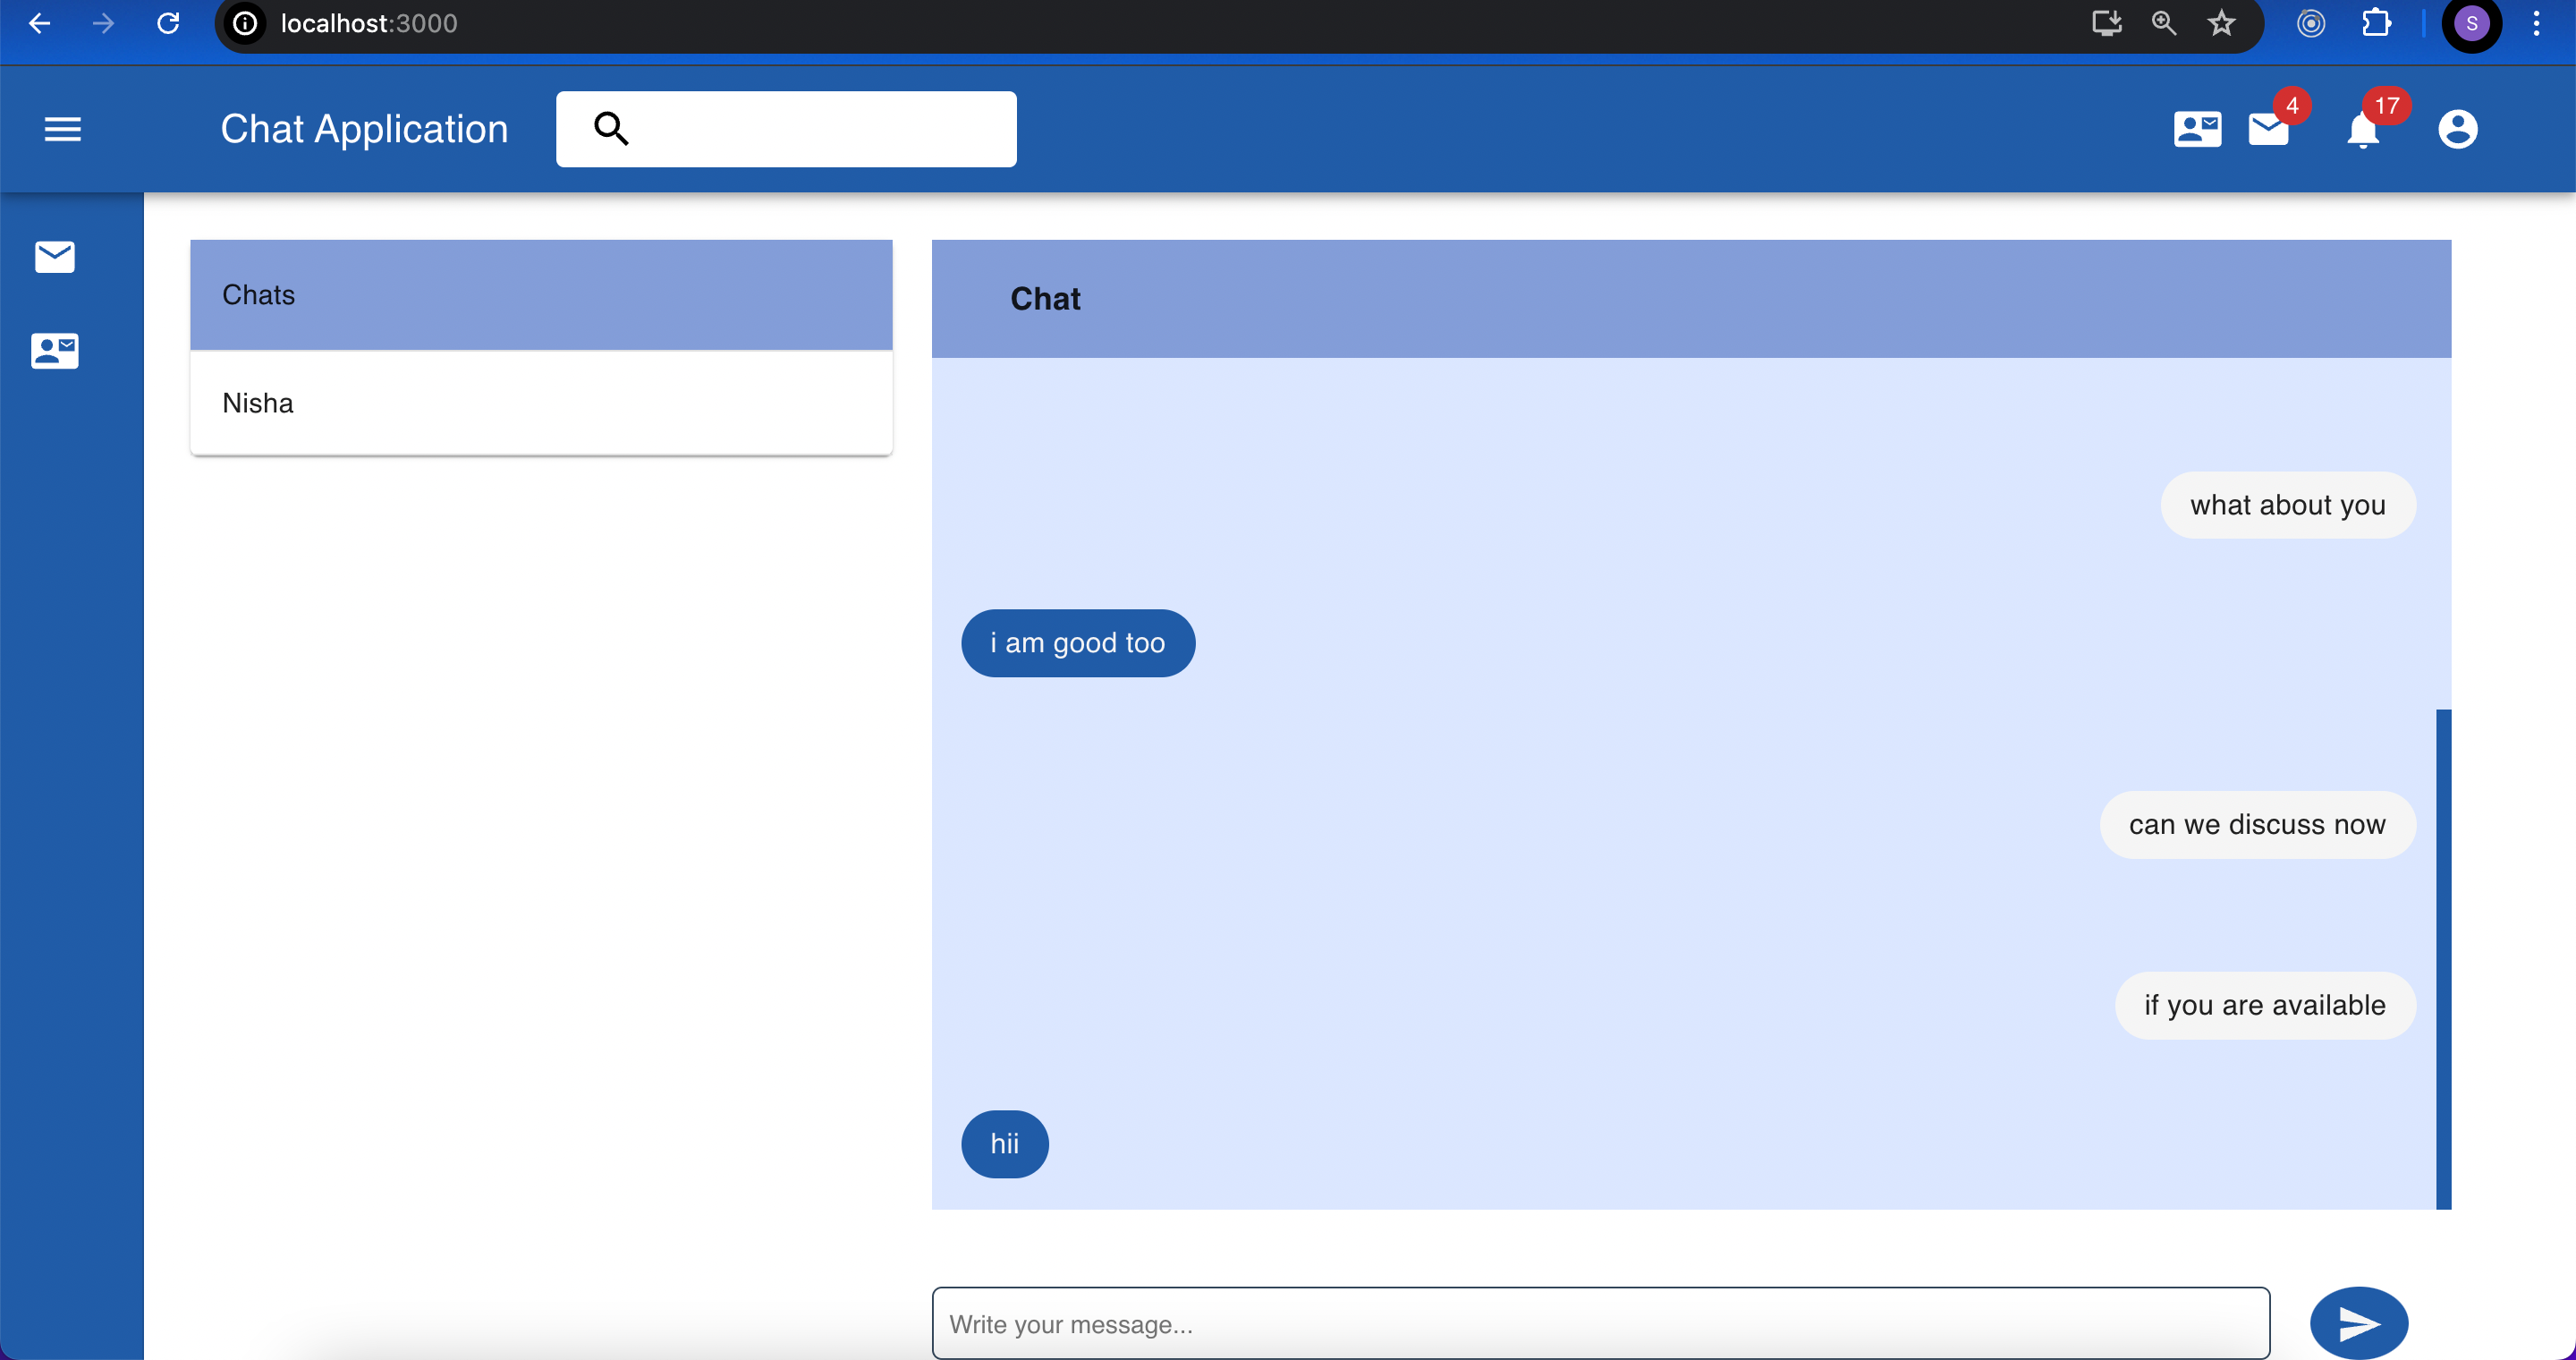 localhost:3000
S
Chat Application
4
17
Chats
Nisha
Chat
what about you
i am good too
can we discuss now
if you are available
hii
Write your message...